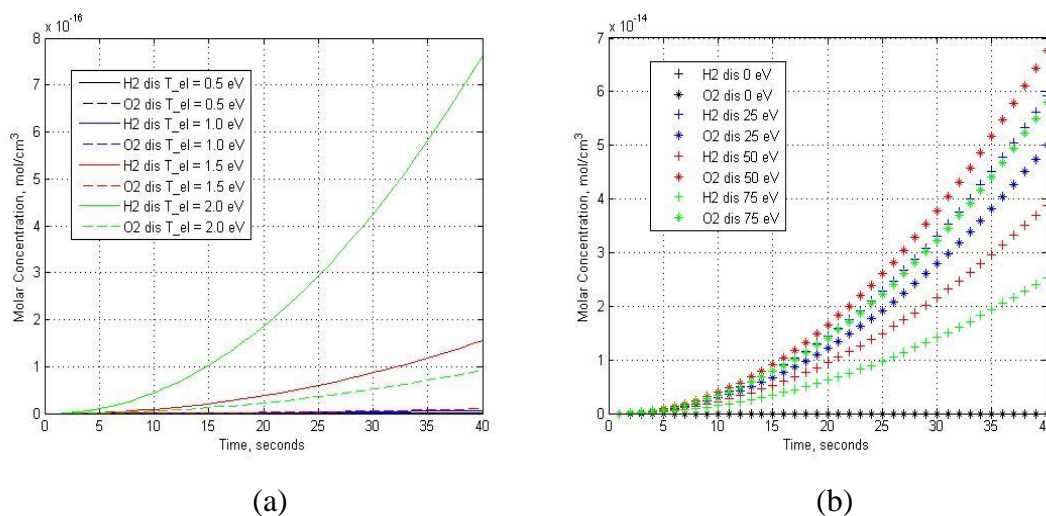 x 10^-16
8
7
6
5
4
3
2
1
0
0 5 10 15 20 25 30 35 40
Molar Concentration, mol/cm^3
Time, seconds
H2 dis T_el = 0.5 eV
O2 dis T_el = 0.5 eV
H2 dis T_el = 1.0 eV
O2 dis T_el = 1.0 eV
H2 dis T_el = 1.5 eV
O2 dis T_el = 1.5 eV
H2 dis T_el = 2.0 eV
O2 dis T_el = 2.0 eV
(a)
x 10^-14
7
6
5
4
3
2
1
0
0 5 10 15 20 25 30 35 40
Molar Concentration, mol/cm^3
Time, seconds
H2 dis 0 eV
O2 dis 0 eV
H2 dis 25 eV
O2 dis 25 eV
H2 dis 50 eV
O2 dis 50 eV
H2 dis 75 eV
O2 dis 75 eV
(b)